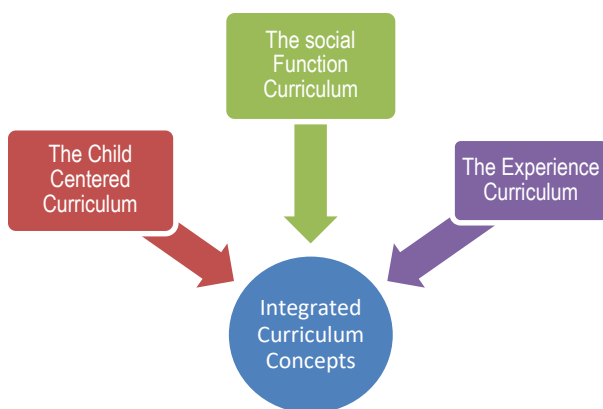 The social
Function
Curriculum
The Child
Centered
Curriculum
The Experience
Curriculum
Integrated
Curriculum
Concepts